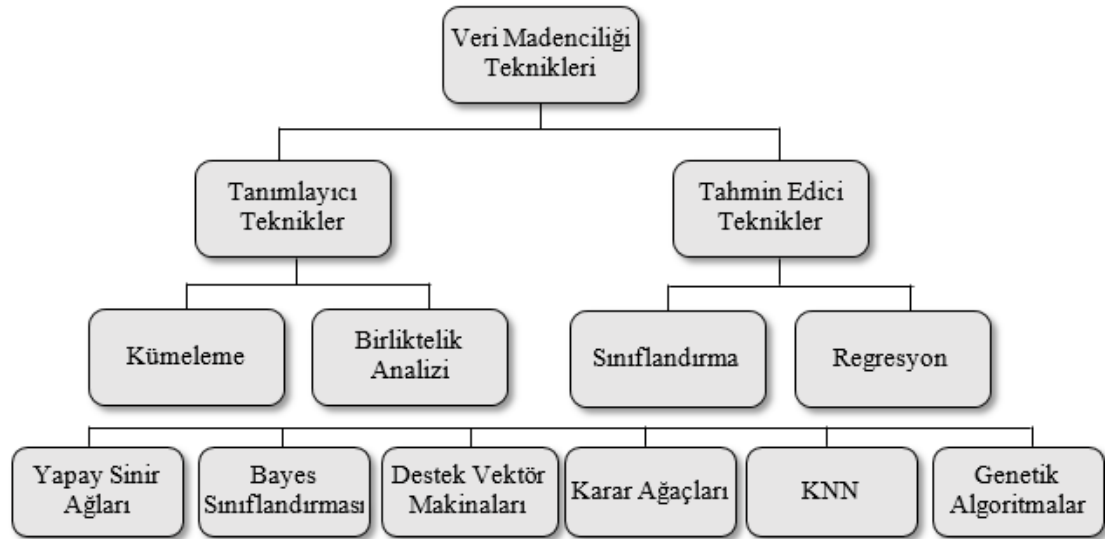 Veri Madenciliği
Teknikleri
Tanımlayıcı
Teknikler
Tahmin Edici
Teknikler
Kümeleme
Birliktelik
Analizi
Sınıflandırma
Regresyon
Yapay Sinir
Ağları
Bayes
Sınıflandırması
Destek Vektör
Makinaları
Karar Ağaçları
KNN
Genetik
Algoritmalar